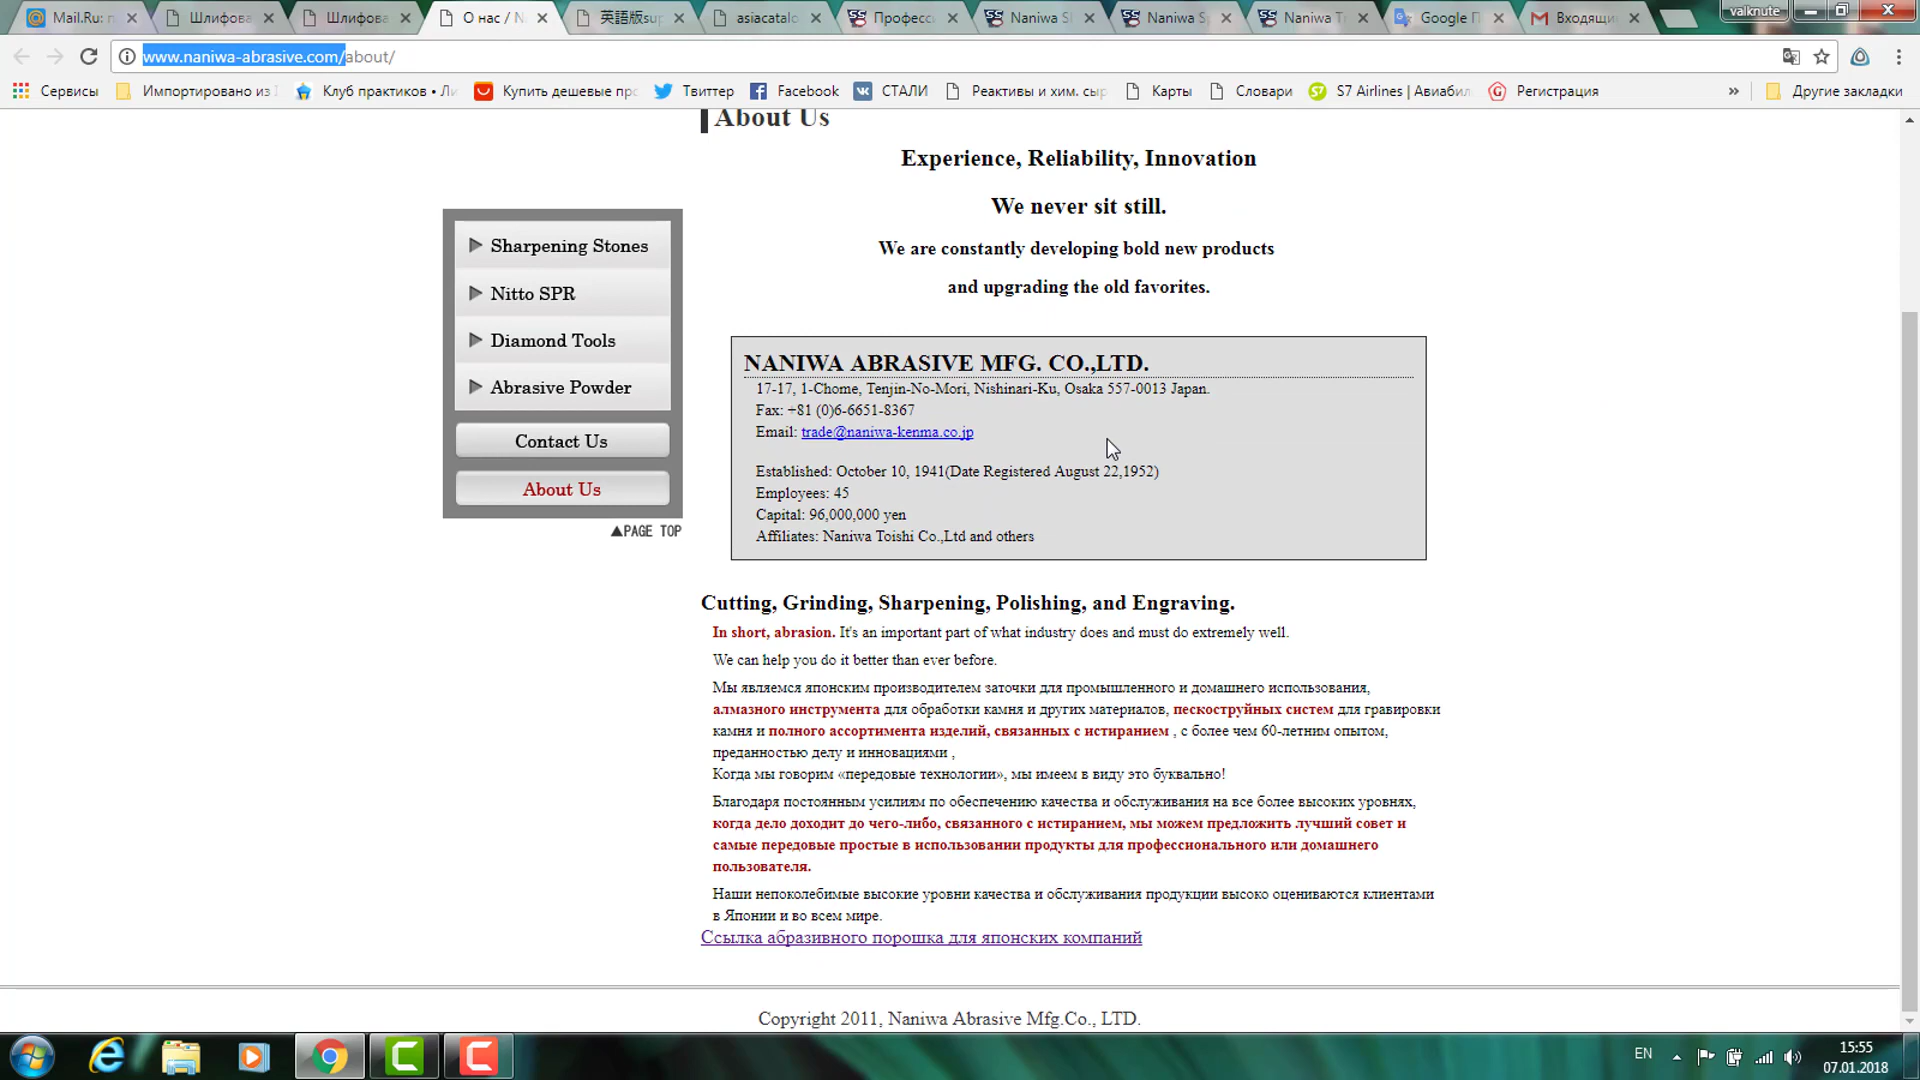 Mail.Ru: п
Шлифова
Шлифова
О нас / N
英語版sup
asiacatalo
Професс
Naniwa S
Naniwa S
Naniwa T
Google П
Входящи
valknute
www.naniwa-abrasive.com/about/
Сервисы
Импортировано из
Клуб практиков • Ли
Купить дешевые про
Твиттер
Facebook
СТАЛИ
Реактивы и хим. сыр
Карты
Словари
S7 Airlines | Авиабил
Регистрация
»
Другие закладки
About Us
Experience, Reliability, Innovation
We never sit still.
We are constantly developing bold new products
and upgrading the old favorites.
Sharpening Stones
Nitto SPR
Diamond Tools
Abrasive Powder
Contact Us
About Us
▲PAGE TOP
NANIWA ABRASIVE MFG. CO.,LTD.
17-17, 1-Chome, Tenjin-No-Mori, Nishinari-Ku, Osaka 557-0013 Japan.
Fax: +81 (0)6-6651-8367
Email: trade@naniwa-kenma.co.jp
Established: October 10, 1941(Date Registered August 22,1952)
Employees: 45
Capital: 96,000,000 yen
Affiliates: Naniwa Toishi Co.,Ltd and others
Cutting, Grinding, Sharpening, Polishing, and Engraving.
In short, abrasion. It's an important part of what industry does and must do extremely well.
We can help you do it better than ever before.
Мы являемся японским производителем заточки для промышленного и домашнего использования,
алмазного инструмента для обработки камня и других материалов, пескоструйных систем для гравировки
камня и полного ассортимента изделий, связанных с истиранием , с более чем 60-летним опытом,
преданностью делу и инновациями ,
Когда мы говорим «передовые технологии», мы имеем в виду это буквально!
Благодаря постоянным усилиям по обеспечению качества и обслуживания на все более высоких уровнях,
когда дело доходит до чего-либо, связанного с истиранием, мы можем предложить лучший совет и
самые передовые простые в использовании продукты для профессионального или домашнего
пользователя.
Наши непоколебимые высокие уровни качества и обслуживания продукции высоко оцениваются клиентами
в Японии и во всем мире.
Ссылка абразивного порошка для японских компаний
Copyright 2011, Naniwa Abrasive Mfg.Co., LTD.
EN
15:55
07.01.2018